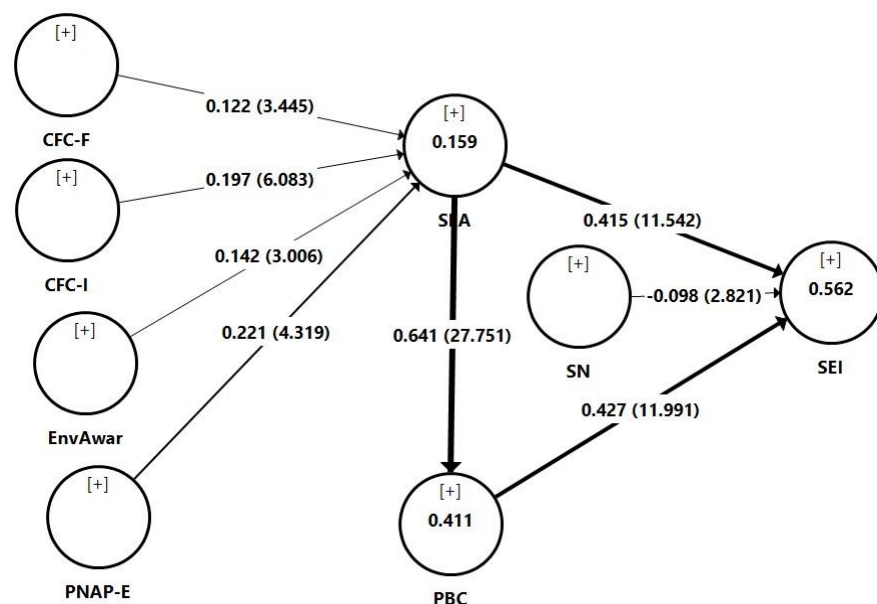 [+]
CFC-F
0.122 (3.445)
[+]
0.159
[+]
CFC-I
0.197 (6.083)
0.415 (11.542)
0.142 (3.006)
[+]
SN
-0.098 (2.821)
[+]
0.562
SEI
[+]
EnvAwar
0.221 (4.319)
0.641 (27.751)
0.427 (11.991)
[+]
PNAP-E
[+]
0.411
PBC